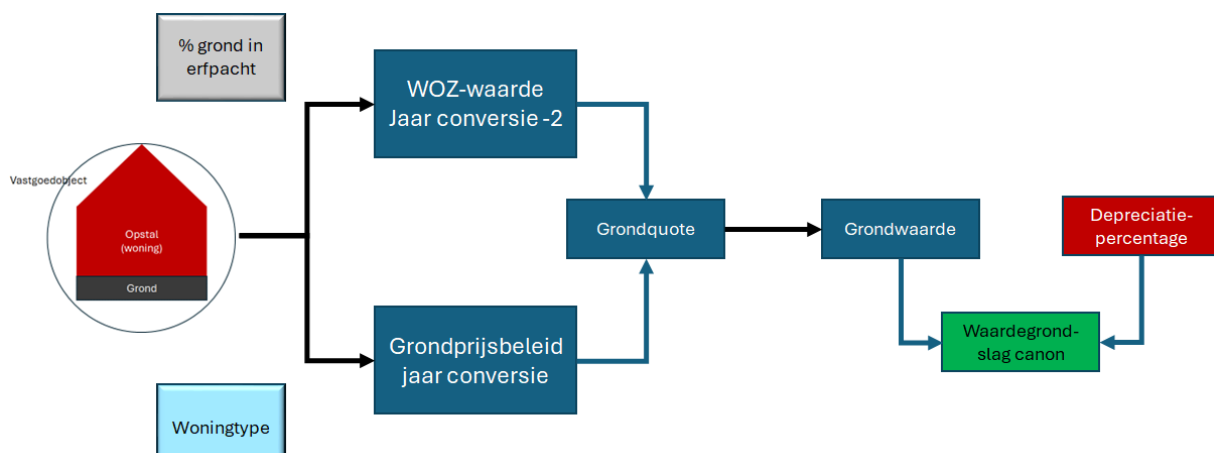 % grond in
erfpacht
WOZ-waarde
Jaar conversie -2
Vastgoedobject
Opstal
(woning)
Grond
Grondquote
Grondwaarde
Depreciatie-
percentage
Grondprijsbeleid
jaar conversie
Waardegrond-
slag canon
Woningtype